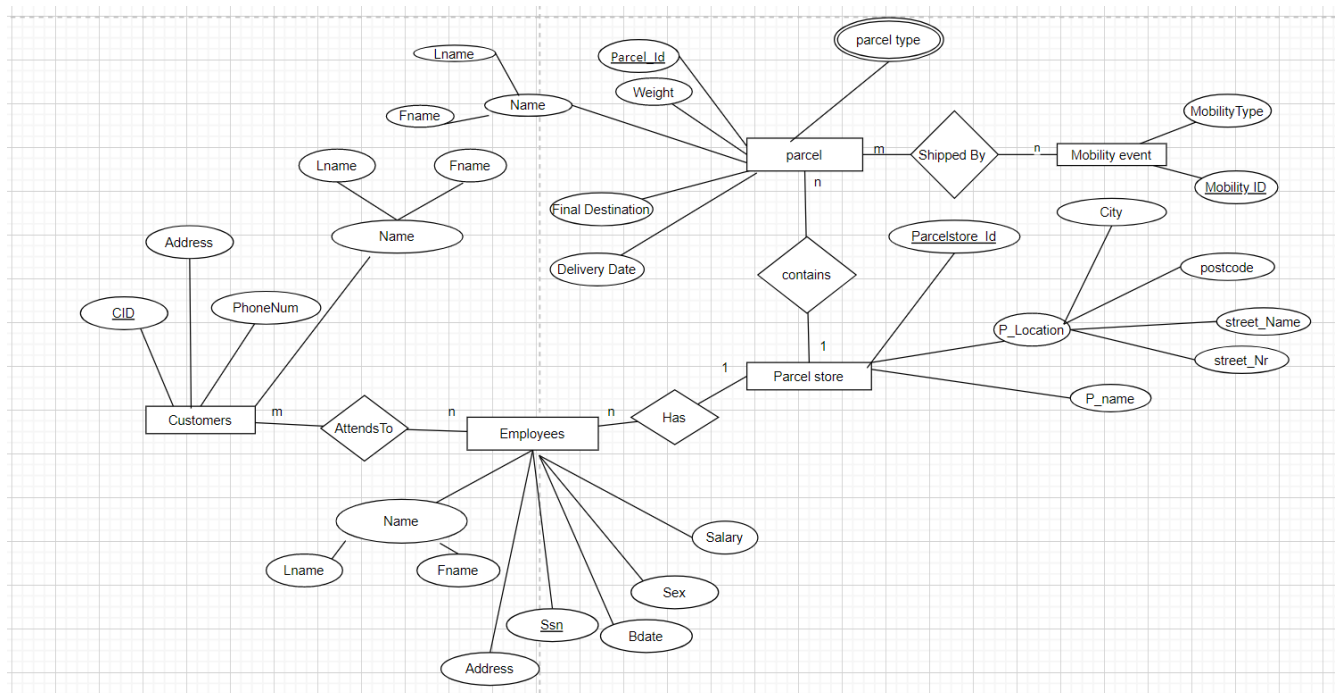 parcel type
Lname
Parcel_Id
Weight
Name
Fname
MobilityType
parcel
m
Shipped By
n
Mobility event
Lname
Fname
n
Mobility ID
Final Destination
City
Address
Name
Parcelstore_Id
Delivery Date
contains
postcode
CID
PhoneNum
P_Location
street_Name
1
street_Nr
1
Parcel store
P_name
Customers
m
AttendsTo
n
Employees
n
Has
Name
Salary
Lname
Fname
Sex
Ssn
Bdate
Address